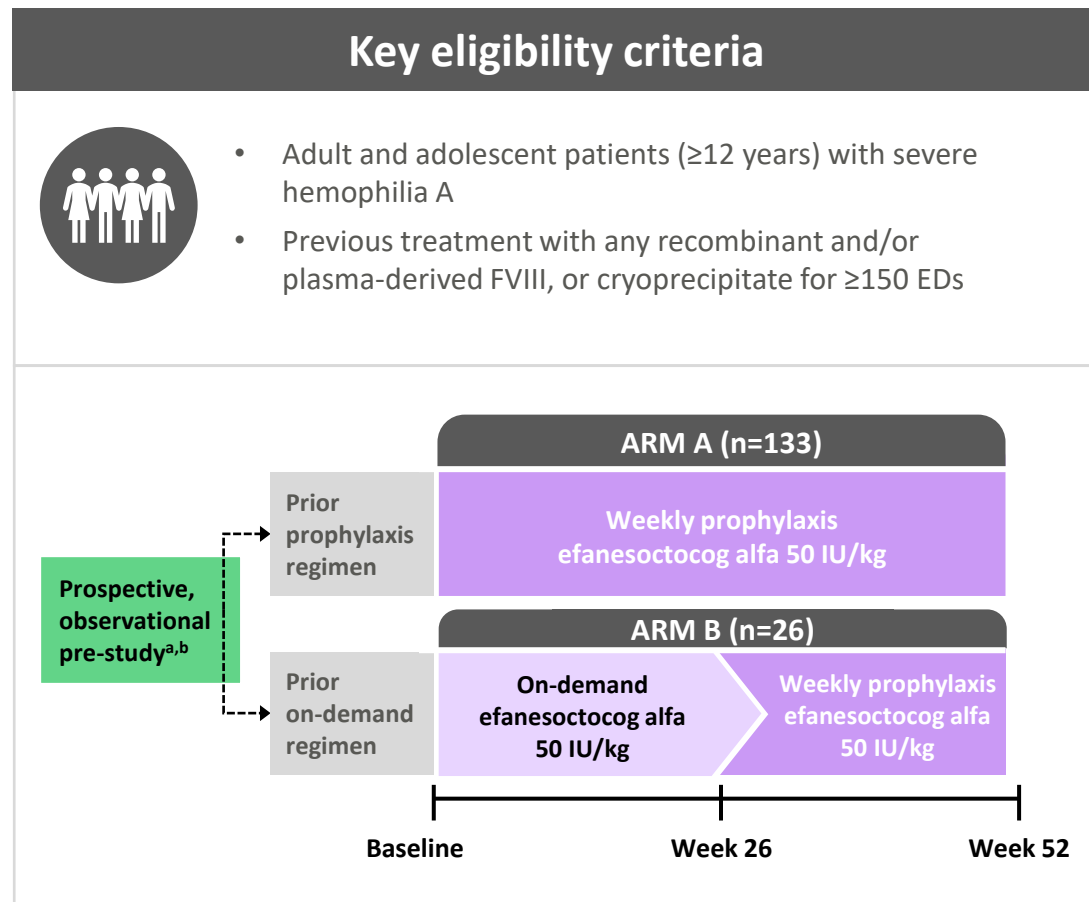 Key eligibility criteria
• Adult and adolescent patients (≥12 years) with severe
hemophilia A
• Previous treatment with any recombinant and/or
plasma-derived FVIII, or cryoprecipitate for ≥150 EDs
ARM A (n=133)
Prior
prophylaxis
regimen
Weekly prophylaxis
efanesoctocog alfa 50 IU/kg
Prospective,
observational
pre-studyᵃ,ᵇ
ARM B (n=26)
Prior
on-demand
regimen
On-demand
efanesoctocog alfa
50 IU/kg
Weekly prophylaxis
efanesoctocog alfa
50 IU/kg
Baseline
Week 26
Week 52